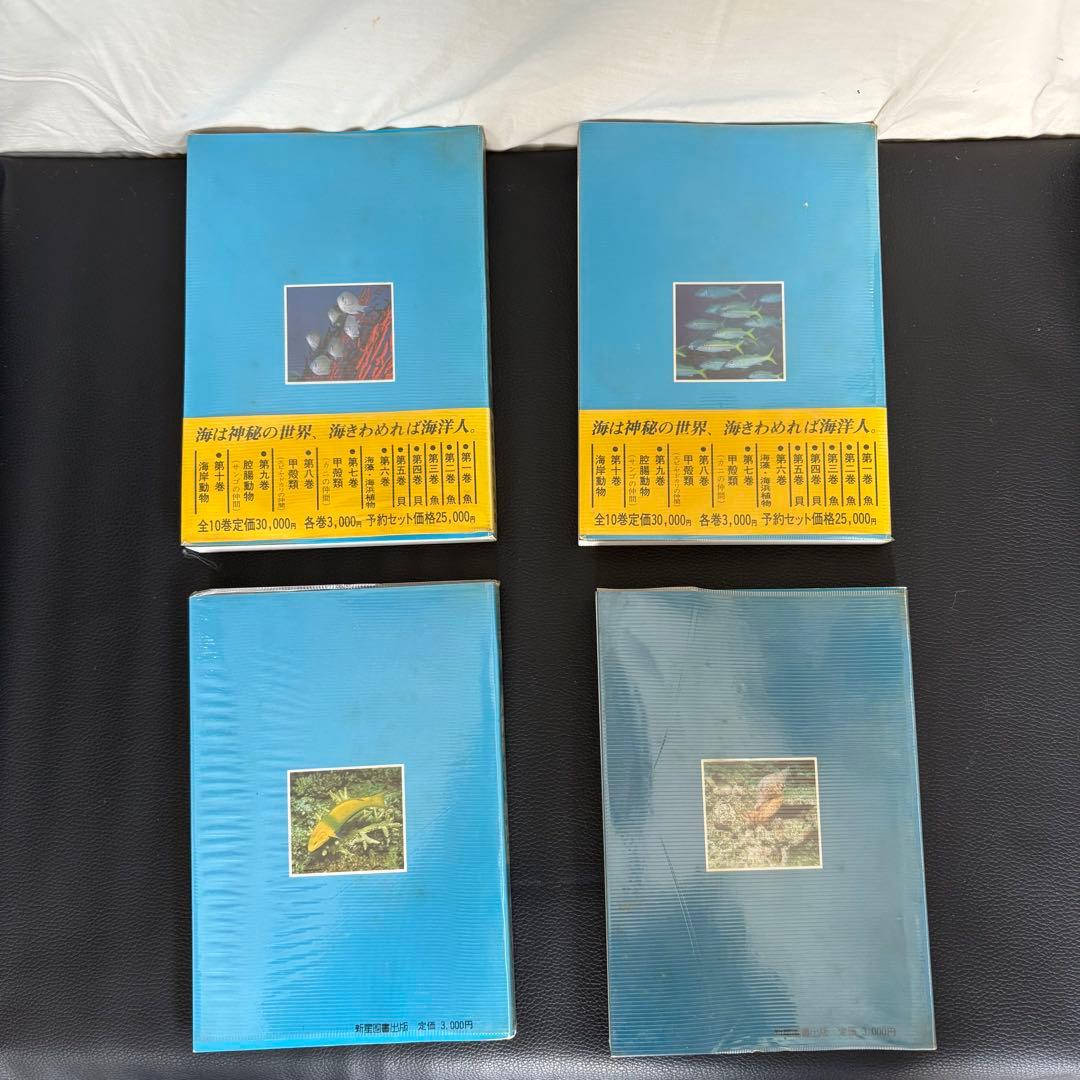 海は神秘の世界、海きわめれば海洋人。
●第一巻 魚
●第二巻 魚
●第三巻 魚
●第四巻 貝
●第五巻 貝
●第六巻
海藻・海浜植物
●第七巻
甲殻類
(カニの仲間)
●第八巻
甲殻類
(エビ・ヤドカリの仲間)
●第九巻
腔腸動物
(サンゴの仲間)
●第十巻
海岸動物
全10巻定価30,000円 各巻3,000円 予約セット価格25,000円
海は神秘の世界、海きわめれば海洋人。
●第一巻 魚
●第二巻 魚
●第三巻 魚
●第四巻 貝
●第五巻 貝
●第六巻
海藻・海浜植物
●第七巻
甲殻類
(カニの仲間)
●第八巻
甲殻類
(エビ・ヤドカリの仲間)
●第九巻
腔腸動物
(サンゴの仲間)
●第十巻
海岸動物
全10巻定価30,000円 各巻3,000円 予約セット価格25,000円
新星図書出版 定価 3,000円
新星図書出版 定価 3,000円